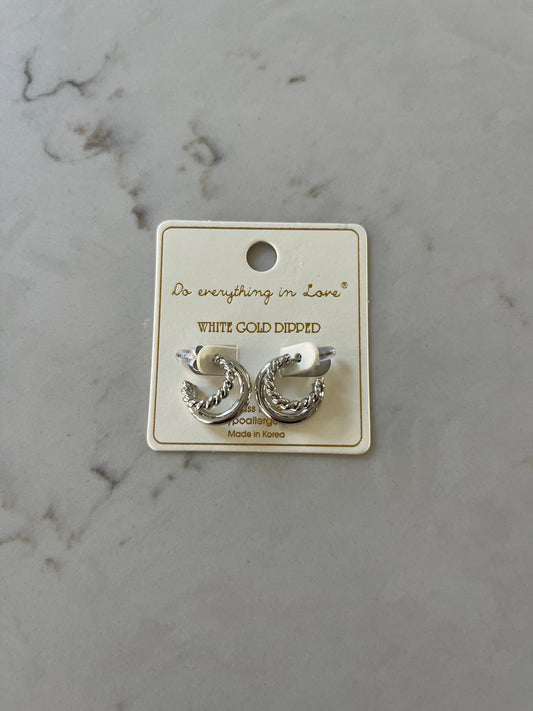 Do everything in Love®
WHITE GOLD DIPPED
Made in Korea